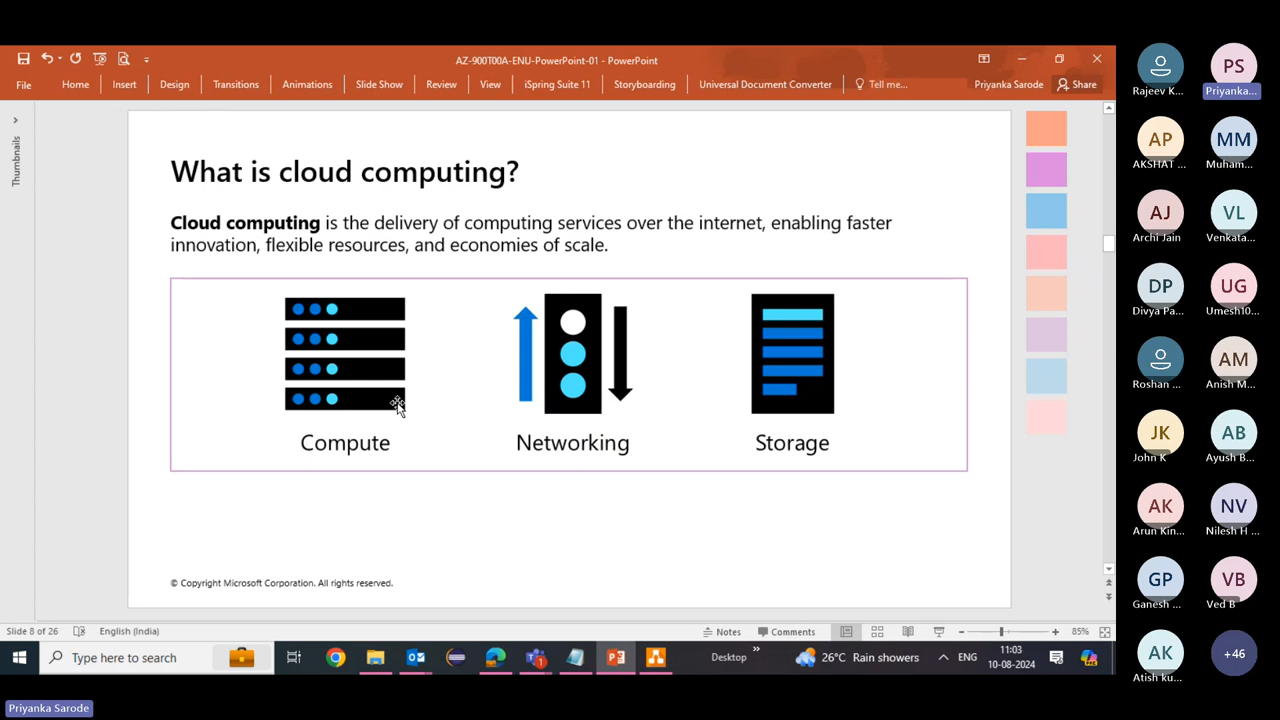 AZ-900T00A-ENU-PowerPoint-01 - PowerPoint
File Home Insert Design Transitions Animations Slide Show Review View iSpring Suite 11 Storyboarding Universal Document Converter Tell me... Priyanka Sarode Share
Thumbnails
What is cloud computing?
Cloud computing is the delivery of computing services over the internet, enabling faster
innovation, flexible resources, and economies of scale.
Compute Networking Storage
© Copyright Microsoft Corporation. All rights reserved.
Slide 8 of 26 English (India) Notes Comments 85%
Type here to search Desktop 26°C Rain showers ENG 11:03
10-08-2024
Rajeev K... PS Priyanka...
AP MM
AKSHAT ... Muham...
AJ VL
Archi Jain Venkata...
DP UG
Divya Pa... Umesh10...
AM
Roshan ... Anish M...
JK AB
John K Ayush B...
AK NV
Arun Kin... Nilesh H ...
GP VB
Ganesh ... Ved B
AK +46
Atish ku...
Priyanka Sarode